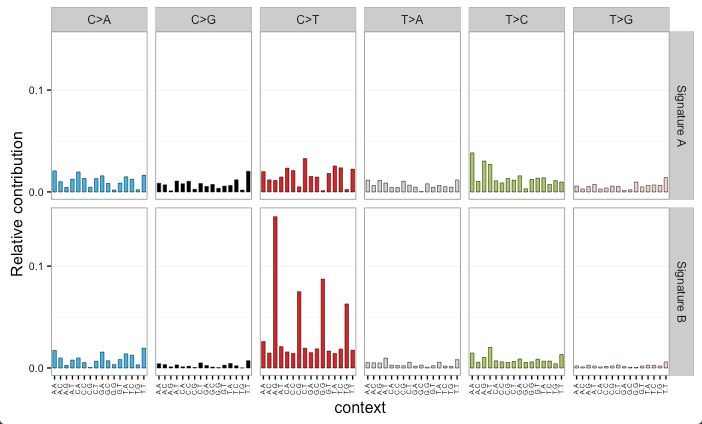 C>A C>G C>T T>A T>C T>G
0.1
0.0
Signature A
Relative contribution
0.1
0.0
Signature B
A.A A.C A.G A.T C.A C.C C.G C.T G.A G.C G.G G.T T.A T.C T.G T.T A.A A.C A.G A.T C.A C.C C.G C.T G.A G.C G.G G.T T.A T.C T.G T.T A.A A.C A.G A.T C.A C.C C.G C.T G.A G.C G.G G.T T.A T.C T.G T.T A.A A.C A.G A.T C.A C.C C.G C.T G.A G.C G.G G.T T.A T.C T.G T.T A.A A.C A.G A.T C.A C.C C.G C.T G.A G.C G.G G.T T.A T.C T.G T.T A.A A.C A.G A.T C.A C.C C.G C.T G.A G.C G.G G.T T.A T.C T.G T.T
context